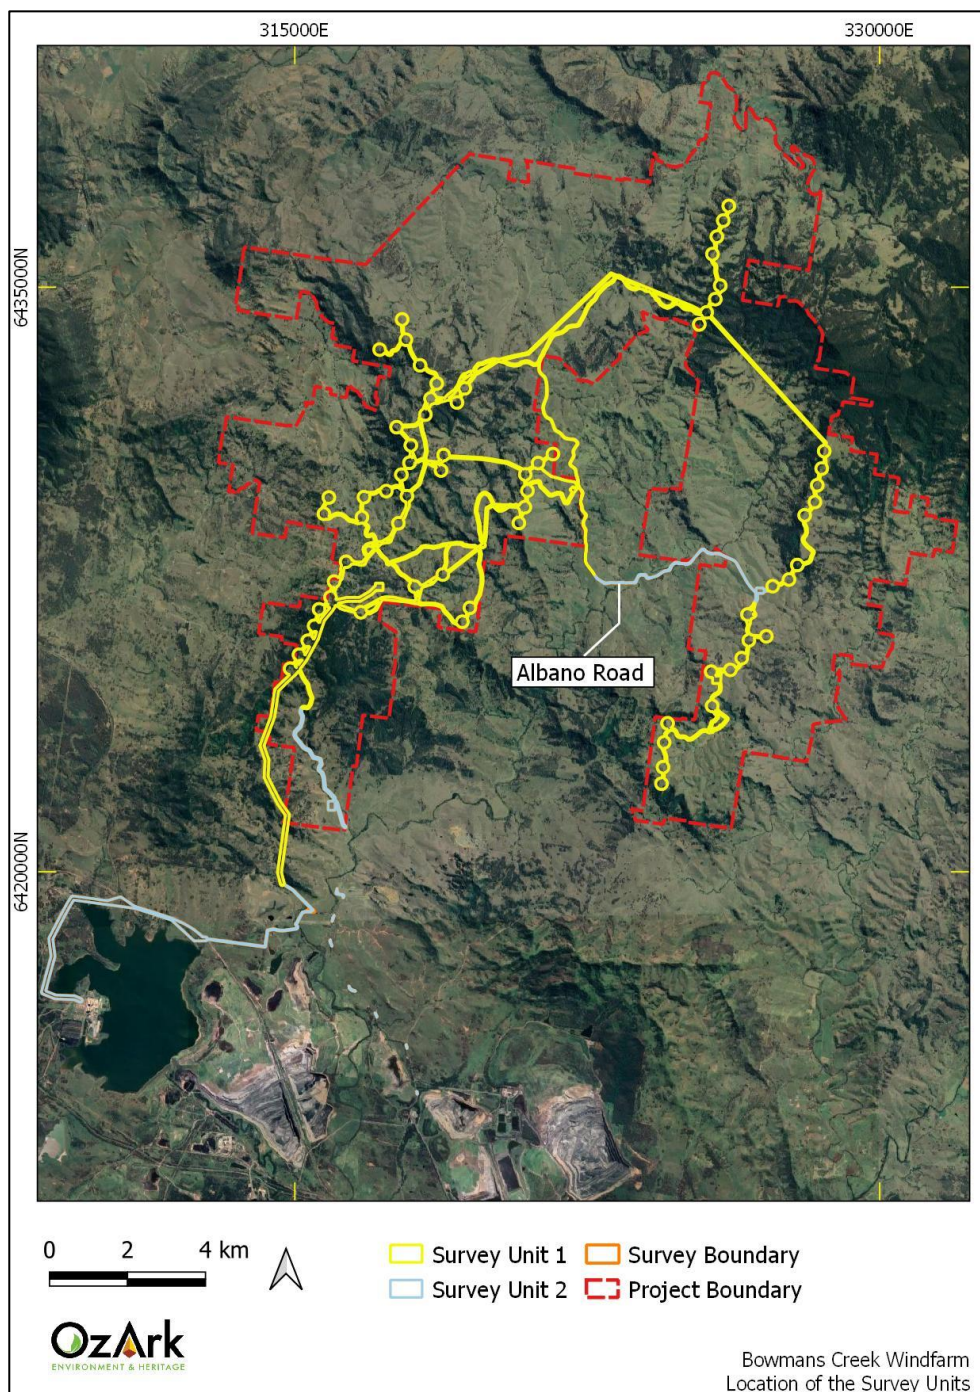 315000E
330000E
6435000N
6420000N
Albano Road
0 2 4 km
Survey Unit 1
Survey Boundary
Survey Unit 2
Project Boundary
OzArk
ENVIRONMENT & HERITAGE
Bowmans Creek Windfarm
Location of the Survey Units